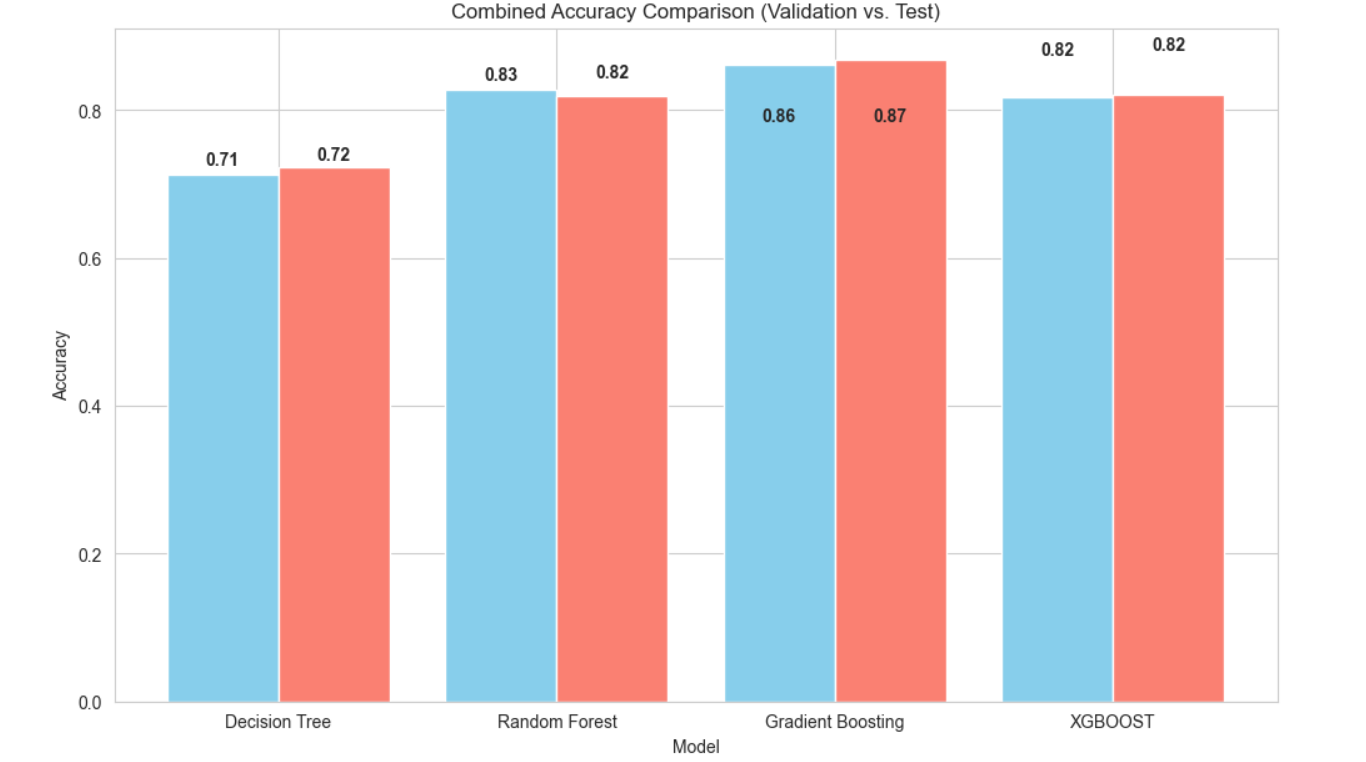 Combined Accuracy Comparison (Validation vs. Test)
0.82
0.82
0.83
0.82
0.8
0.86
0.87
0.71
0.72
0.6
Accuracy
0.4
0.2
0.0
Decision Tree
Random Forest
Gradient Boosting
XGBOOST
Model